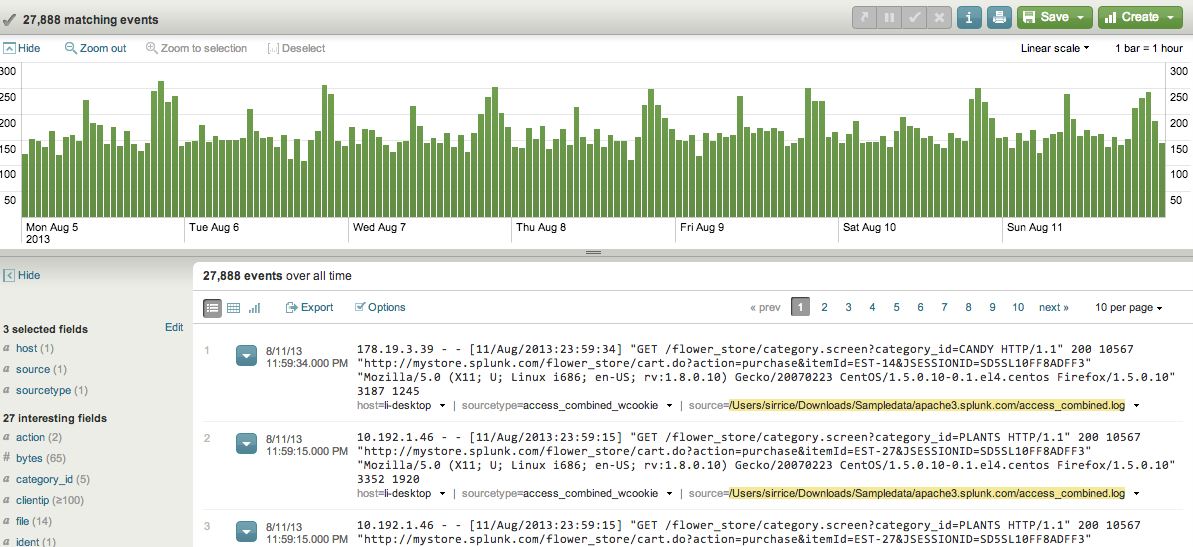 27,888 matching events
i
Save
Create
Hide
Zoom out
Zoom to selection
[..] Deselect
Linear scale
1 bar = 1 hour
300 300
250 250
200 200
150 150
100 100
50 50
Mon Aug 5 Tue Aug 6 Wed Aug 7 Thu Aug 8 Fri Aug 9 Sat Aug 10 Sun Aug 11
2013
Hide
3 selected fields Edit
a host (1)
a source (1)
a sourcetype (1)
27 interesting fields
a action (2)
# bytes (65)
a category_id (5)
a clientip (≥100)
a file (14)
a ident (1)
27,888 events over all time
Export
Options
« prev 1 2 3 4 5 6 7 8 9 10 next »
10 per page
1
8/11/13
11:59:34.000 PM
178.19.3.39 - - [11/Aug/2013:23:59:34] "GET /flower_store/category.screen?category_id=CANDY HTTP/1.1" 200 10567
"http://mystore.splunk.com/flower_store/cart.do?action=purchase&itemId=EST-14&JSESSIONID=SD5SL10FF8ADFF3"
"Mozilla/5.0 (X11; U; Linux i686; en-US; rv:1.8.0.10) Gecko/20070223 CentOS/1.5.0.10-0.1.el4.centos Firefox/1.5.0.10"
3187 1245
host=li-desktop | sourcetype=access_combined_wcookie | source=/Users/sirrice/Downloads/Sampledata/apache3.splunk.com/access_combined.log
2
8/11/13
11:59:15.000 PM
10.192.1.46 - - [11/Aug/2013:23:59:15] "GET /flower_store/category.screen?category_id=PLANTS HTTP/1.1" 200 10567
"http://mystore.splunk.com/flower_store/cart.do?action=purchase&itemId=EST-27&JSESSIONID=SD5SL10FF8ADFF3"
"Mozilla/5.0 (X11; U; Linux i686; en-US; rv:1.8.0.10) Gecko/20070223 CentOS/1.5.0.10-0.1.el4.centos Firefox/1.5.0.10"
3352 1920
host=li-desktop | sourcetype=access_combined_wcookie | source=/Users/sirrice/Downloads/Sampledata/apache3.splunk.com/access_combined.log
3
8/11/13
11:59:15.000 PM
10.192.1.46 - - [11/Aug/2013:23:59:15] "GET /flower_store/category.screen?category_id=PLANTS HTTP/1.1" 200 10567
"http://mystore.splunk.com/flower_store/cart.do?action=purchase&itemId=EST-27&JSESSIONID=SD5SL10FF8ADFF3"